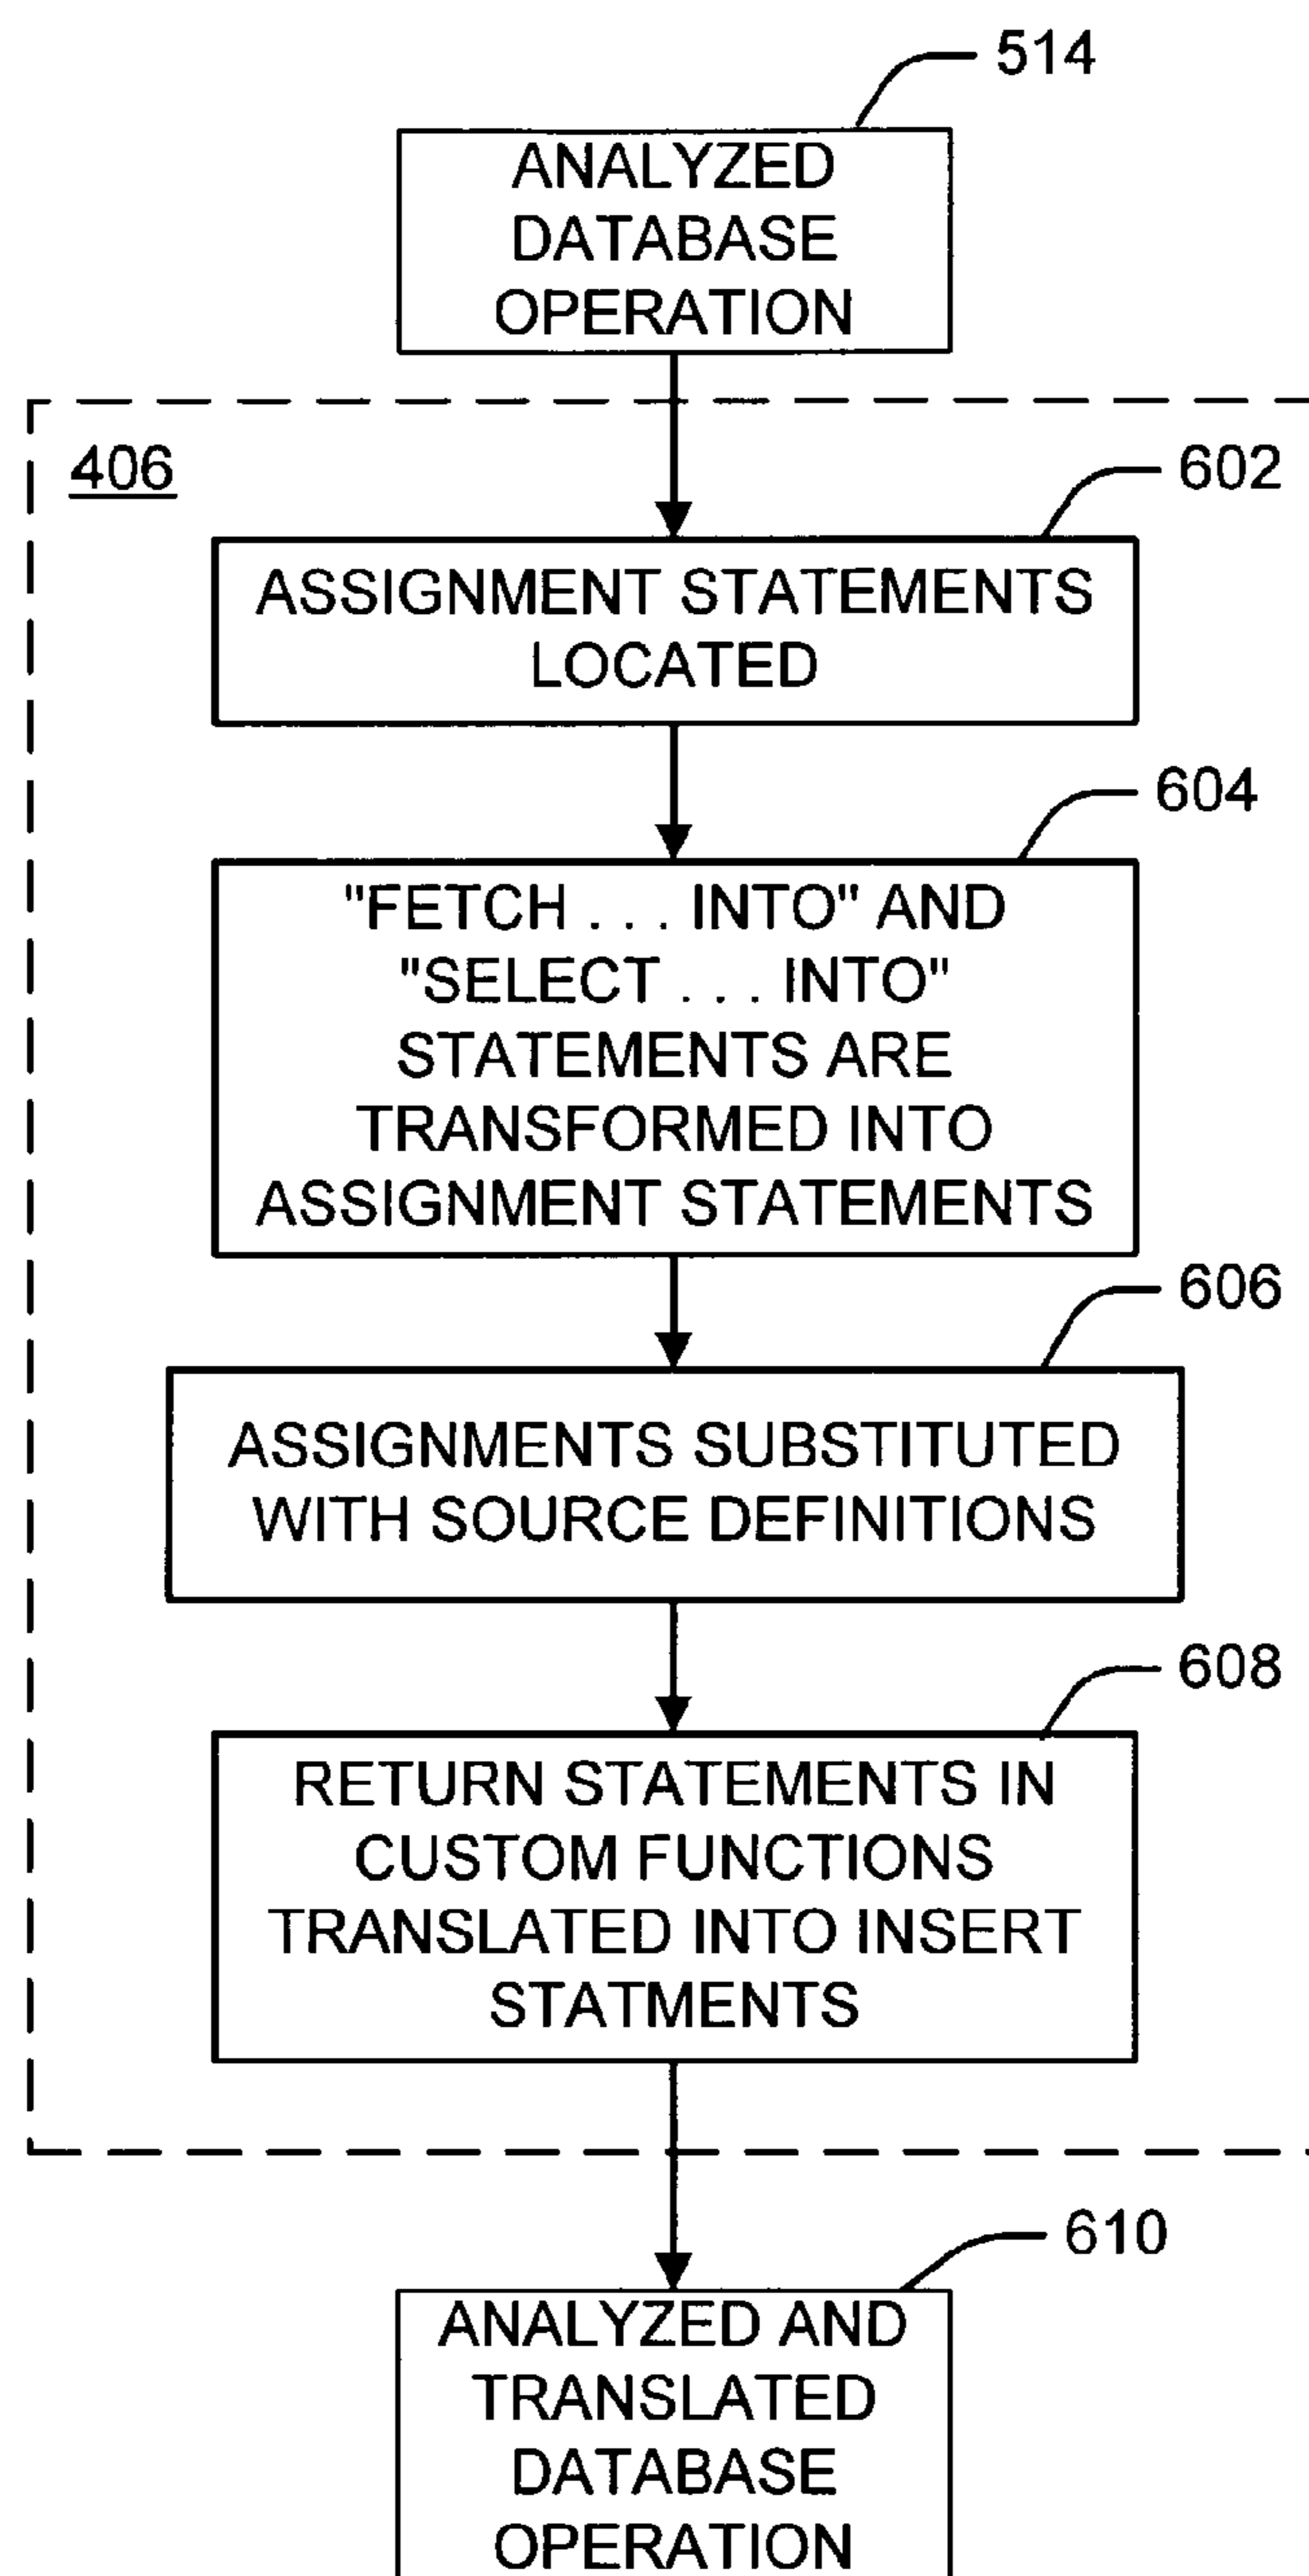 514
ANALYZED
DATABASE
OPERATION
406
602
ASSIGNMENT STATEMENTS
LOCATED
604
"FETCH . . . INTO" AND
"SELECT . . . INTO"
STATEMENTS ARE
TRANSFORMED INTO
ASSIGNMENT STATEMENTS
606
ASSIGNMENTS SUBSTITUTED
WITH SOURCE DEFINITIONS
608
RETURN STATEMENTS IN
CUSTOM FUNCTIONS
TRANSLATED INTO INSERT
STATMENTS
610
ANALYZED AND
TRANSLATED
DATABASE
OPERATION